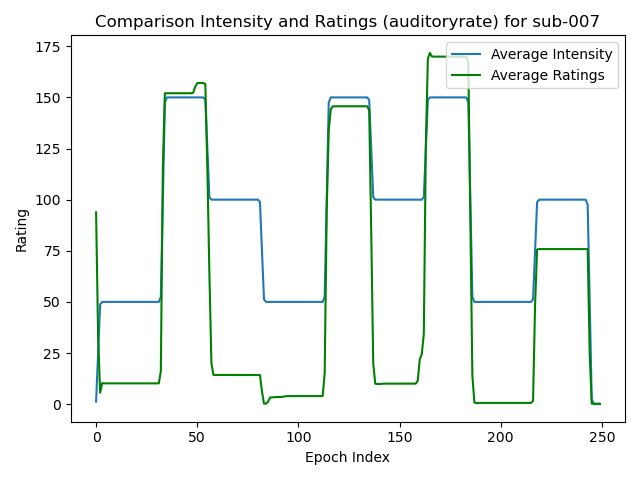 Comparison Intensity and Ratings (auditoryrate) for sub-007
Average Intensity
Average Ratings
175
150
125
100
75
50
25
0
Rating
0 50 100 150 200 250
Epoch Index